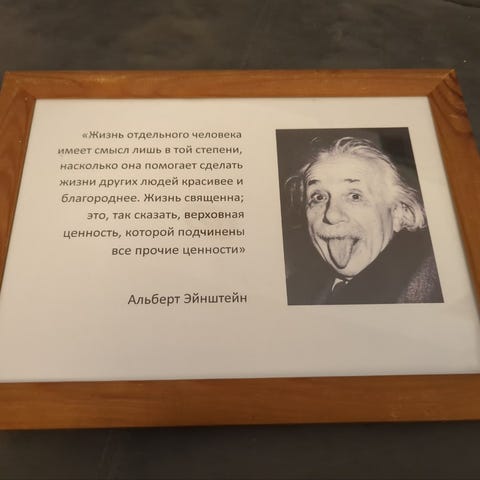 «Жизнь отдельного человека
имеет смысл лишь в той степени,
насколько она помогает сделать
жизни других людей красивее и
благороднее. Жизнь священна;
это, так сказать, верховная
ценность, которой подчинены
все прочие ценности»
Альберт Эйнштейн